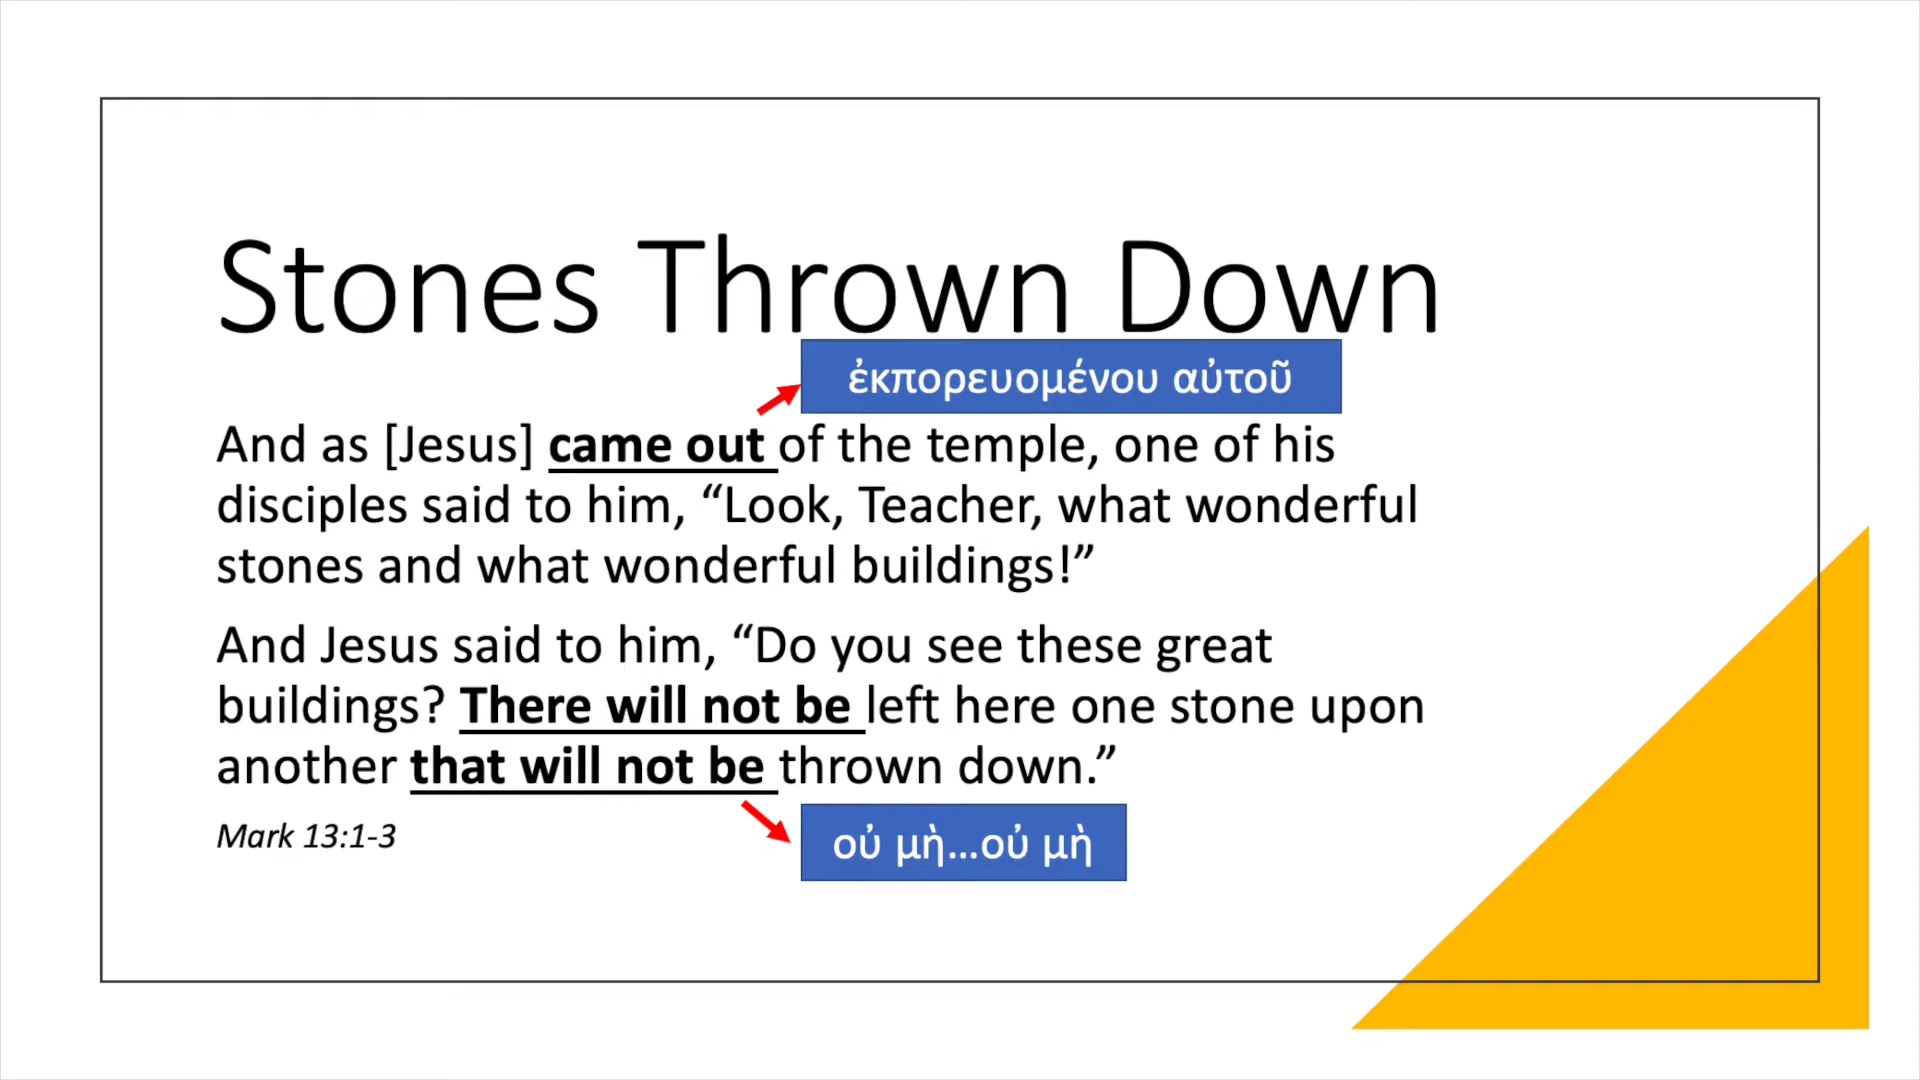 Stones Thrown Down
ἐκπορευομένου αὐτοῦ
And as [Jesus] came out of the temple, one of his
disciples said to him, “Look, Teacher, what wonderful
stones and what wonderful buildings!”
And Jesus said to him, “Do you see these great
buildings? There will not be left here one stone upon
another that will not be thrown down.”
Mark 13:1-3
οὐ μὴ…οὐ μὴ